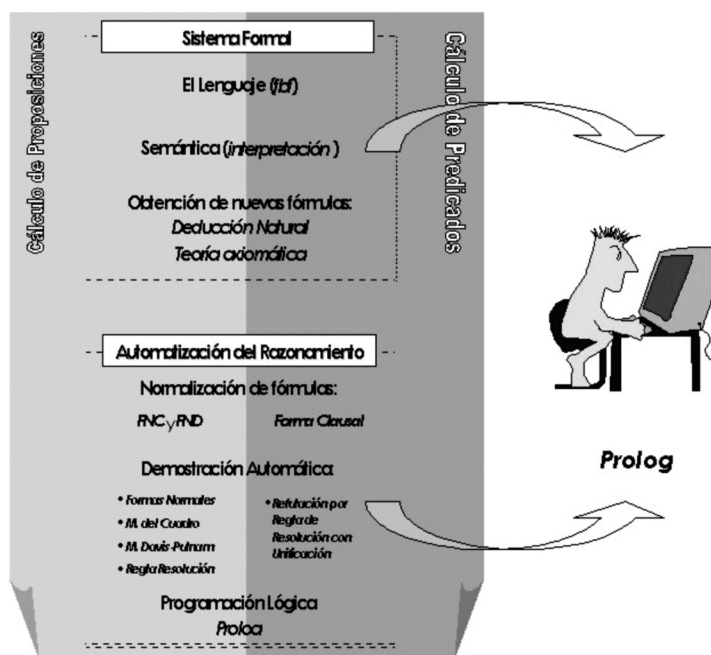 Cálculo de Proposiciones
Cálculo de Predicados
Sistema Formal
El Lenguaje (fbf)
Semántica (interpretación )
Obtención de nuevas fórmulas:
Deducción Natural
Teoría axiomática
Automatización del Razonamiento
Normalización de fórmulas:
FNC y FND
Forma Clausal
Demostración Automática
• Formas Normales
• M. del Cuadro
• M. Davis-Putnam
• Regla Resolución
• Refutación por
Regla de
Resolución con
Unificación
Programación Lógica
Prolog
Prolog